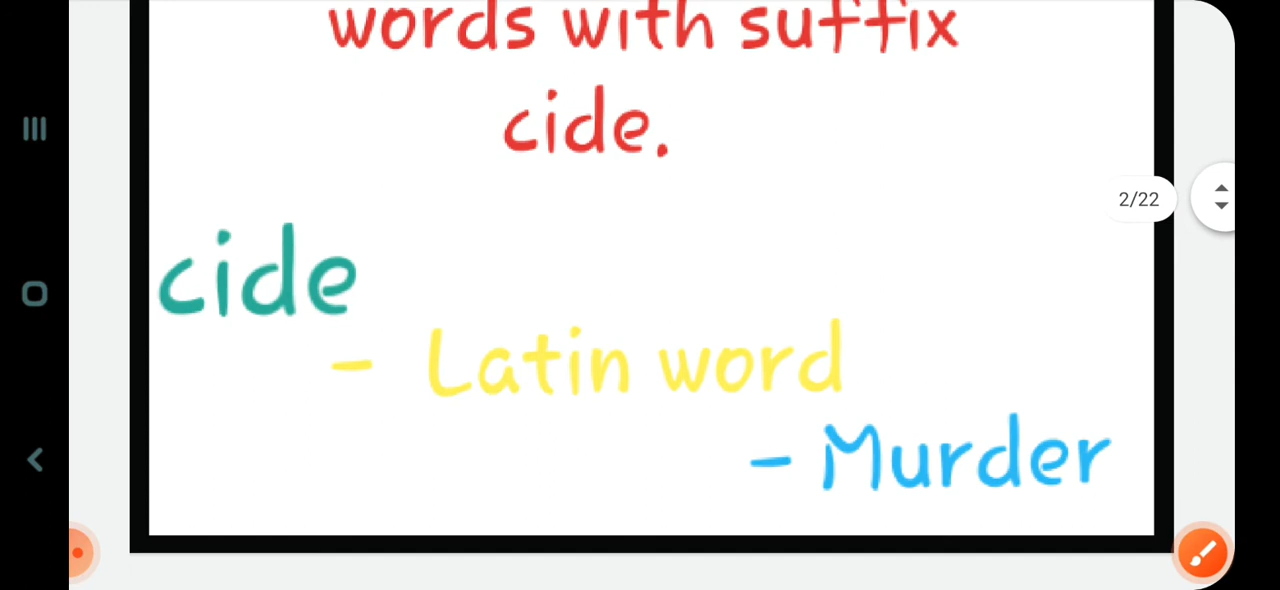 words with suffix
cide.
2/22
cide
- Latin word
- Murder